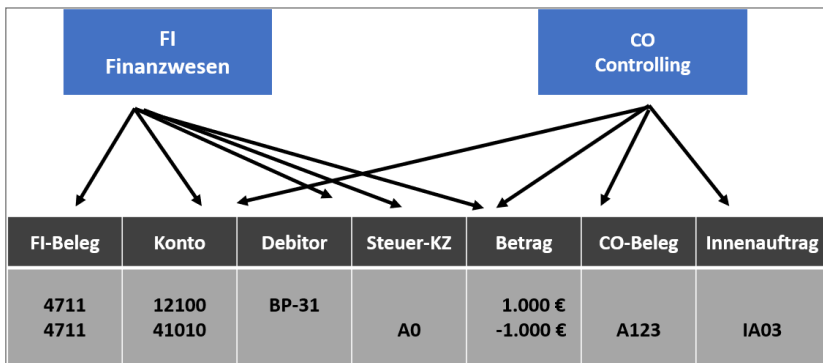 FI
Finanzwesen
CO
Controlling
FI-Beleg Konto Debitor Steuer-KZ Betrag CO-Beleg Innenauftrag
4711 12100 BP-31 1.000 €
4711 41010 A0 -1.000 € A123 IA03